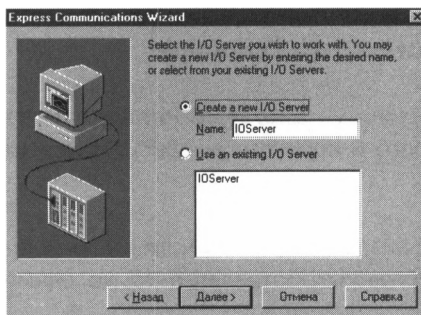 Express Communications Wizard
Select the I/O Server you wish to work with. You may
create a new I/O Server by entering the desired name,
or select from your existing I/O Servers.
Create a new I/O Server
Name: IOServer
Use an existing I/O Server
IOServer
< Назад
Далее >
Отмена
Справка